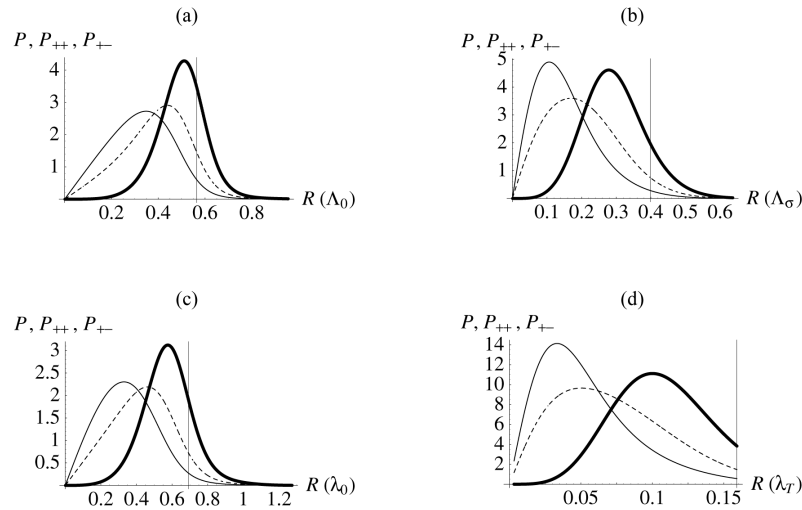 (a)
P, P++, P+−
4
3
2
1
0.2 0.4 0.6 0.8
R (Λ0)
(b)
P, P++, P+−
5
4
3
2
1
0.1 0.2 0.3 0.4 0.5 0.6
R (Λσ)
(c)
P, P++, P+−
3
2.5
2
1.5
1
0.5
0.2 0.4 0.6 0.8 1 1.2
R (λ0)
(d)
P, P++, P+−
14
12
10
8
6
4
2
0.05 0.1 0.15
R (λT)